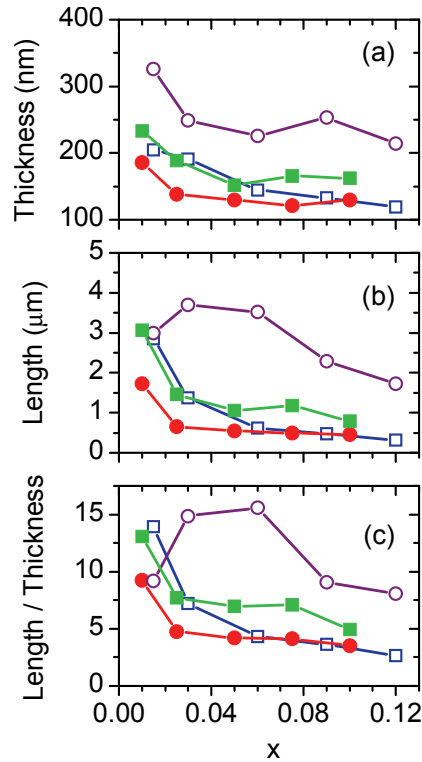 400
(a)
300
200
100
Thickness (nm)
5
(b)
4
3
2
1
0
Length (μm)
15
(c)
10
5
0
Length / Thickness
0.00 0.04 0.08 0.12
x